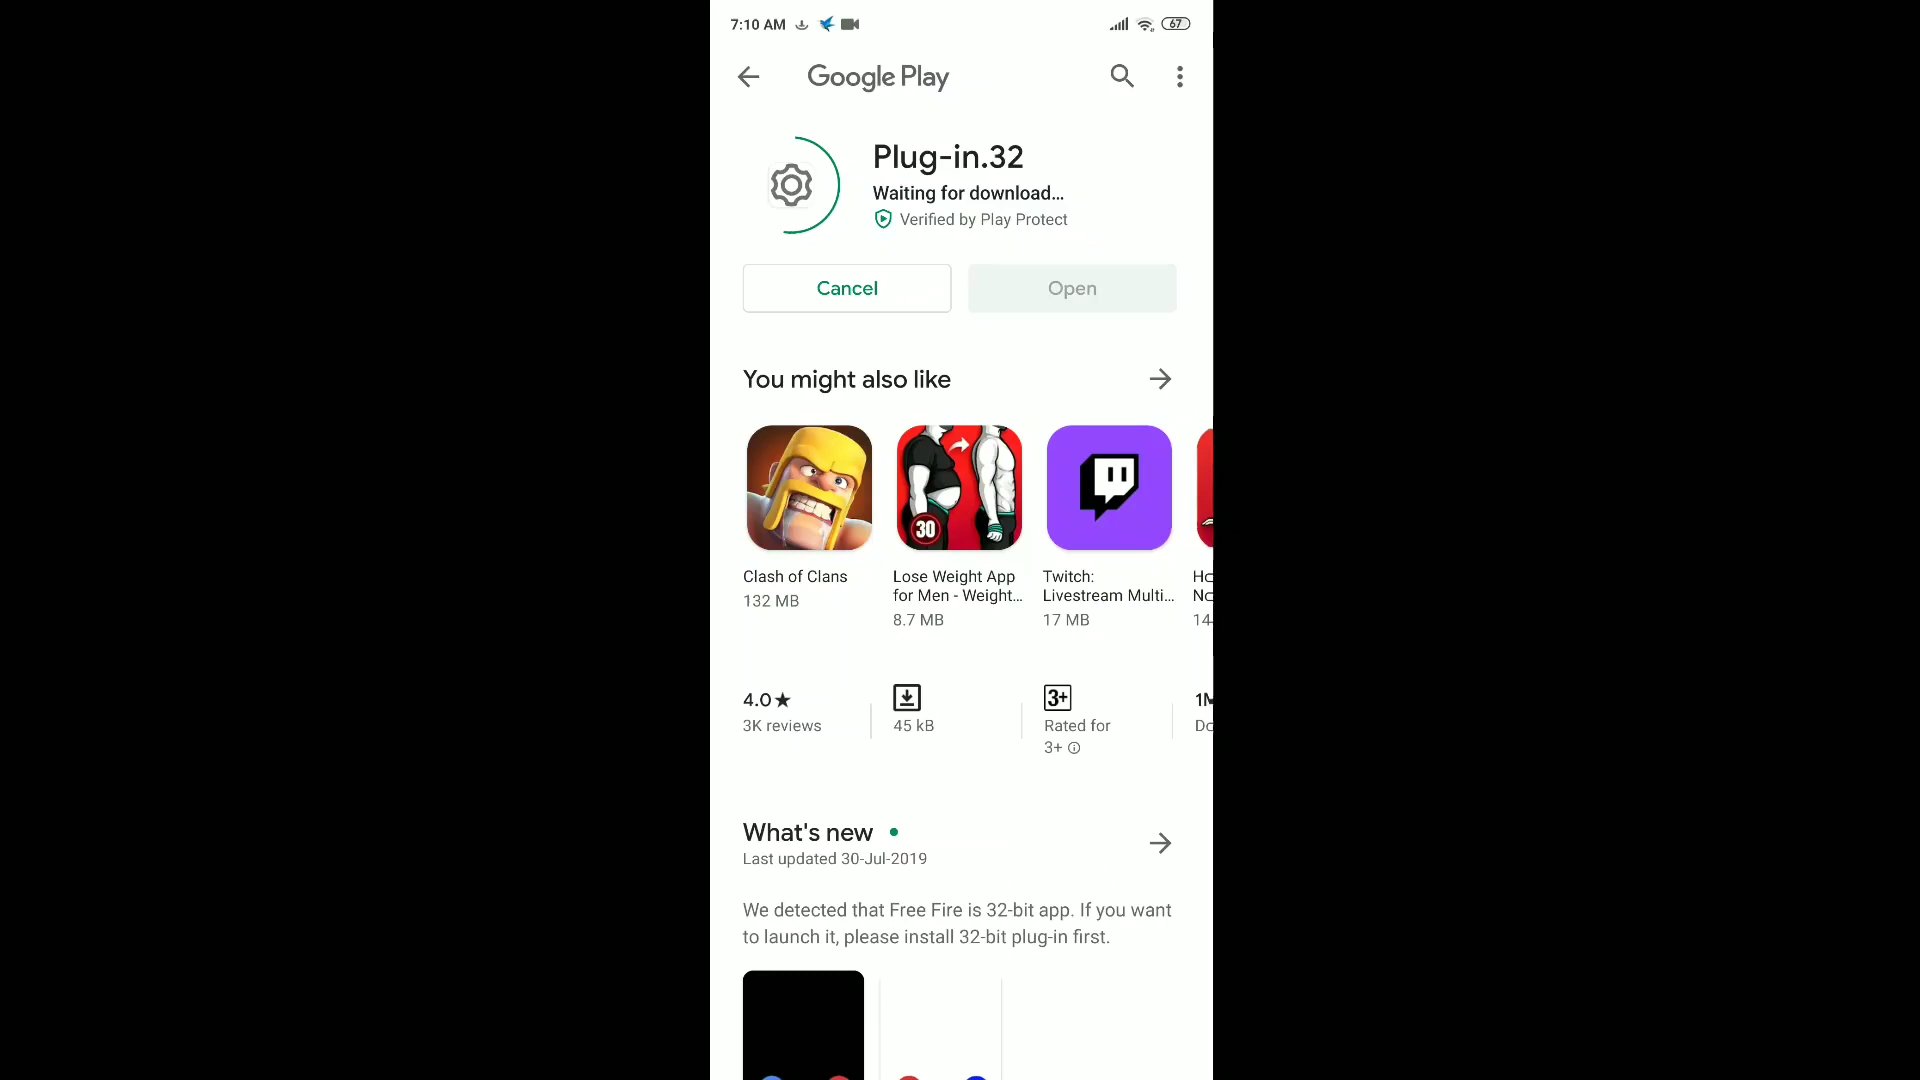 7:10 AM
67
Google Play
Plug-in.32
Waiting for download...
Verified by Play Protect
Cancel
Open
You might also like
30
Clash of Clans
132 MB
Lose Weight App
for Men - Weight...
8.7 MB
Twitch:
Livestream Multi...
17 MB
14
4.0★
3K reviews
45 kB
3+
Rated for
3+
What's new
Last updated 30-Jul-2019
We detected that Free Fire is 32-bit app. If you want
to launch it, please install 32-bit plug-in first.